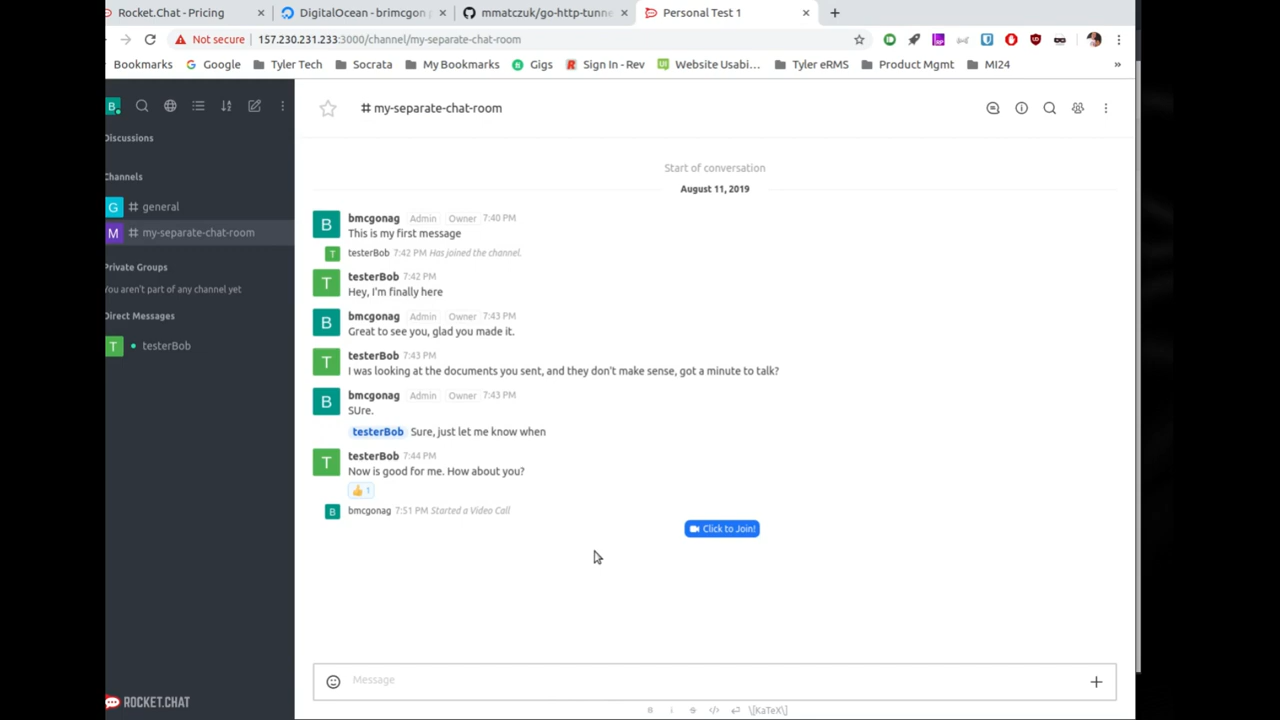 Rocket.Chat - Pricing
DigitalOcean - brimcgon
mmatczuk/go-http-tunne
Personal Test 1
Not secure
157.230.231.233:3000/channel/my-separate-chat-room
Bookmarks
Google
Tyler Tech
Socrata
My Bookmarks
Gigs
Sign In - Rev
Website Usabi...
Tyler eRMS
Product Mgmt
MI24
»
B
# my-separate-chat-room
Discussions
Channels
G # general
M # my-separate-chat-room
Private Groups
You aren't part of any channel yet
Direct Messages
T testerBob
ROCKET.CHAT
Start of conversation
August 11, 2019
B bmcgonag Admin Owner 7:40 PM
This is my first message
T testerBob 7:42 PM Has joined the channel.
T testerBob 7:42 PM
Hey, I'm finally here
B bmcgonag Admin Owner 7:43 PM
Great to see you, glad you made it.
T testerBob 7:43 PM
I was looking at the documents you sent, and they don't make sense, got a minute to talk?
B bmcgonag Admin Owner 7:43 PM
SUre.
testerBob Sure, just let me know when
T testerBob 7:44 PM
Now is good for me. How about you?
👍 1
B bmcgonag 7:51 PM Started a Video Call
Click to Join!
Message
B i S </> \[KaTeX\]